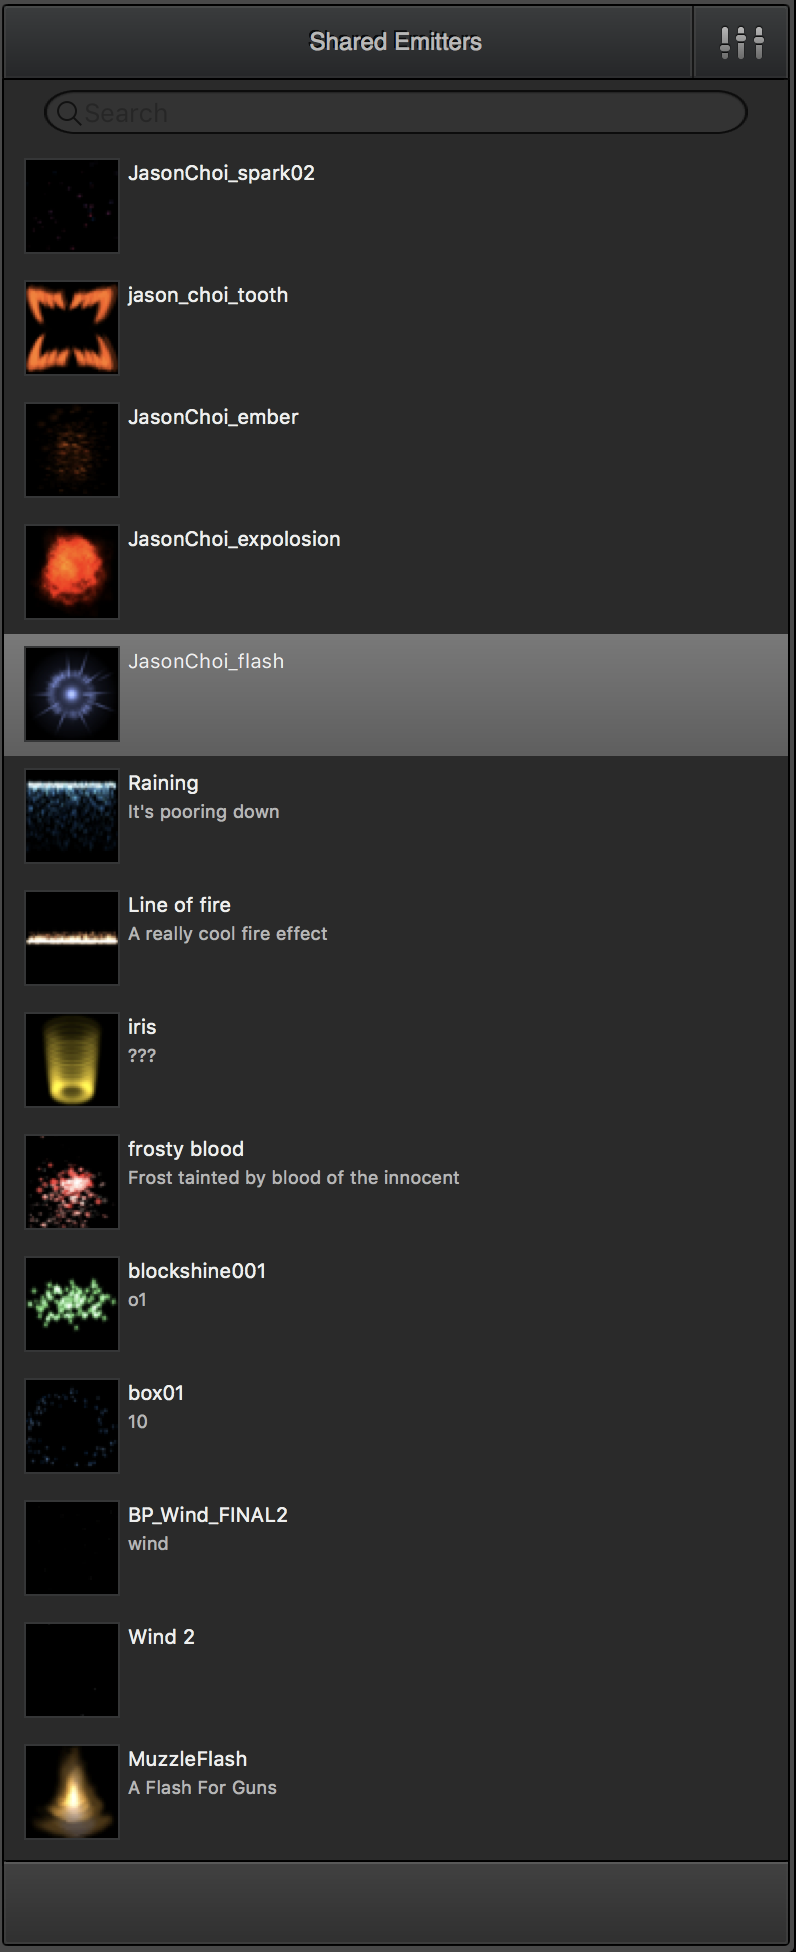 Shared Emitters
Search
JasonChoi_spark02
jason_choi_tooth
JasonChoi_ember
JasonChoi_expolosion
JasonChoi_flash
Raining
It's pooring down
Line of fire
A really cool fire effect
iris
???
frosty blood
Frost tainted by blood of the innocent
blockshine001
o1
box01
10
BP_Wind_FINAL2
wind
Wind 2
MuzzleFlash
A Flash For Guns